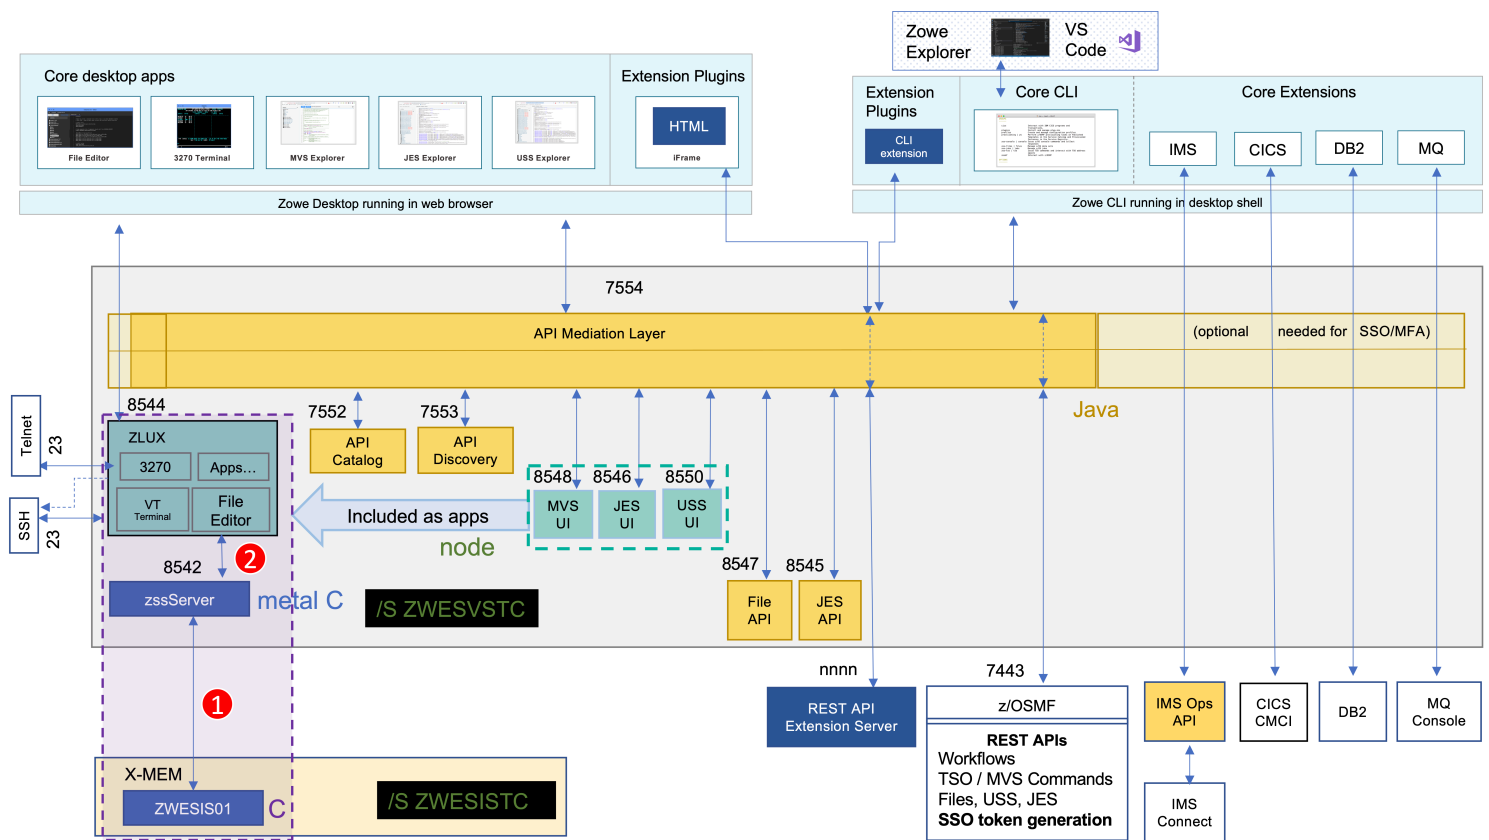 Zowe
Explorer
VS
Code
Core desktop apps
Extension Plugins
File Editor
3270 Terminal
MVS Explorer
JES Explorer
USS Explorer
HTML
iFrame
Extension
Plugins
Core CLI
Core Extensions
CLI
extension
IMS
CICS
DB2
MQ
Zowe Desktop running in web browser
Zowe CLI running in desktop shell
7554
API Mediation Layer
(optional needed for SSO/MFA)
Java
8544
7552
7553
Telnet
23
ZLUX
3270
Apps...
VT
Terminal
File
Editor
API
Catalog
API
Discovery
8548
8546
8550
MVS
UI
JES
UI
USS
UI
Included as apps
node
SSH
23
2
8542
zssServer
metal C
/S ZWESVSTC
8547
8545
File
API
JES
API
1
nnnn
7443
REST API
Extension Server
z/OSMF
REST APIs
Workflows
TSO / MVS Commands
Files, USS, JES
SSO token generation
IMS Ops
API
CICS
CMCI
DB2
MQ
Console
IMS
Connect
X-MEM
ZWESIS01
C
/S ZWESISTC